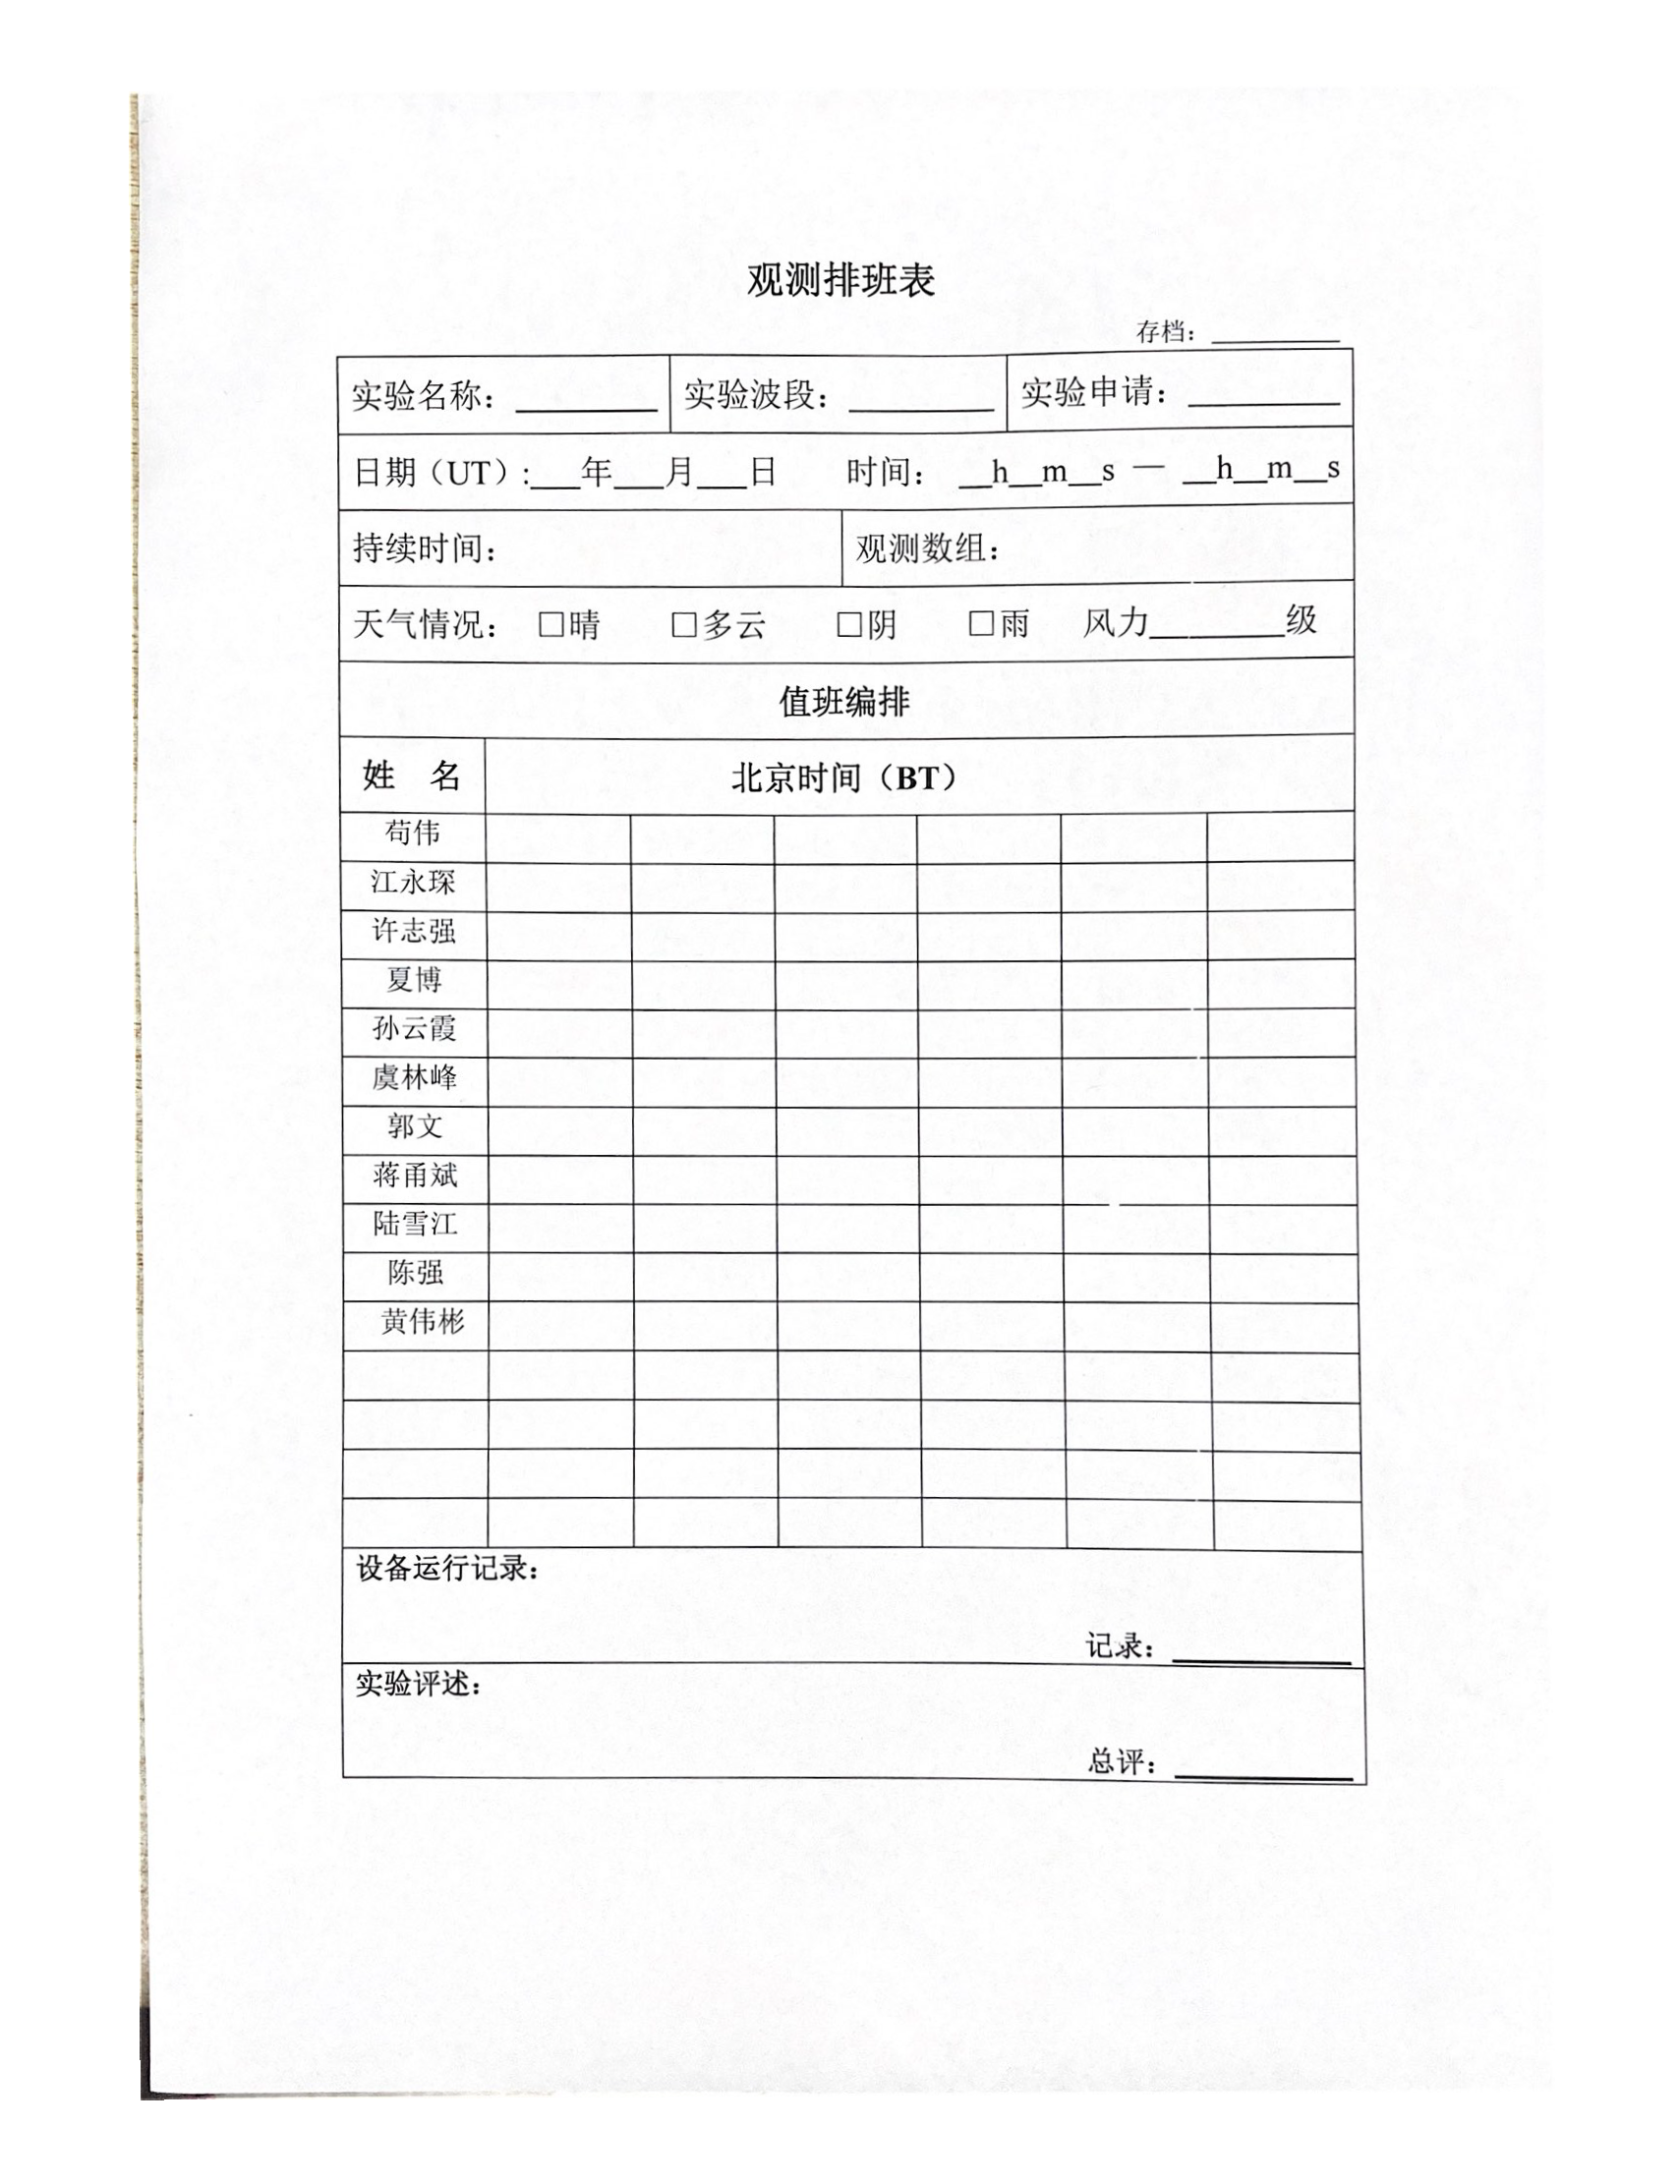 观测排班表
存档：________
实验名称：________ 实验波段：________ 实验申请：________
日期（UT）:___年___月___日 时间： __h__m__s — __h__m__s
持续时间： 观测数组：
天气情况： □晴 □多云 □阴 □雨 风力________级
值班编排
姓 名 北京时间（BT）
苟伟
江永琛
许志强
夏博
孙云霞
虞林峰
郭文
蒋甬斌
陆雪江
陈强
黄伟彬
设备运行记录：
记录：________
实验评述：
总评：________